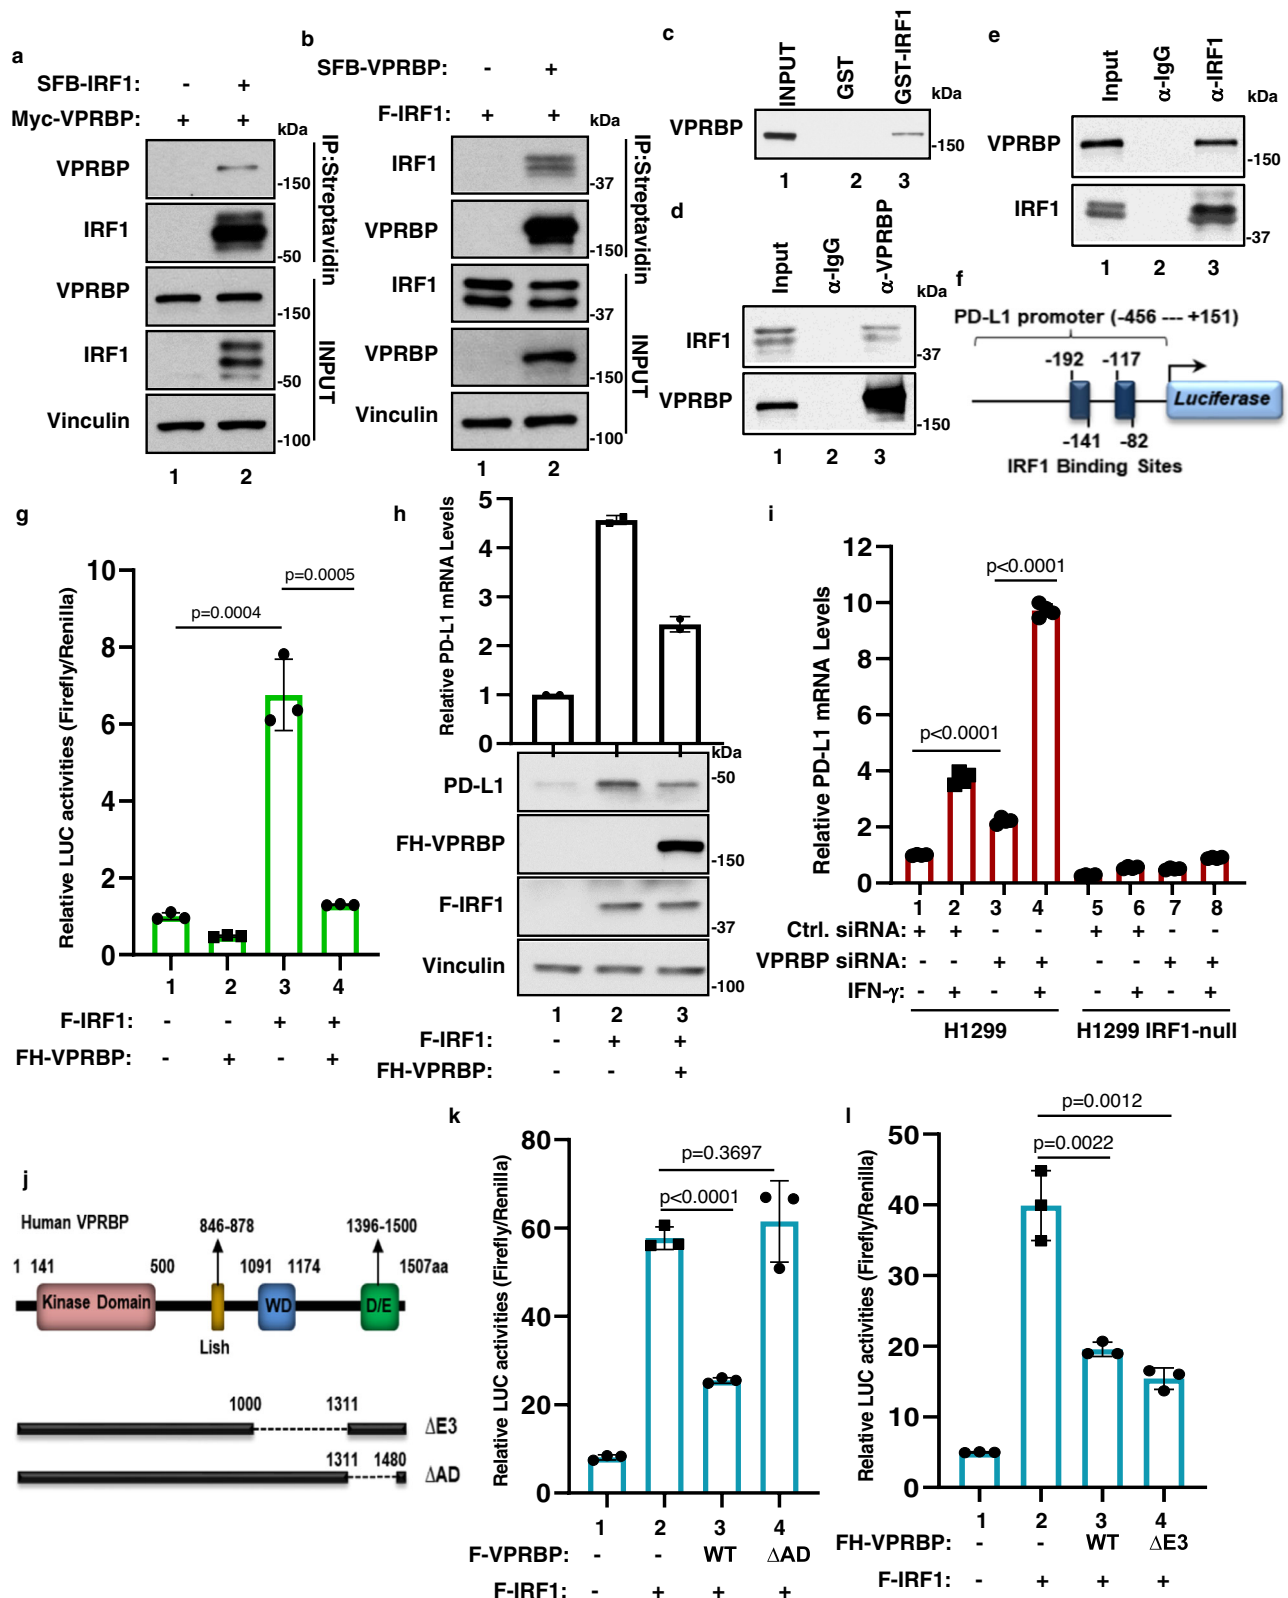 a
SFB-IRF1: - +
Myc-VPRBP: + +
kDa
VPRBP
-150
IRF1
-50
IP:Streptavidin
VPRBP
-150
IRF1
-50
Vinculin
-100
INPUT
1 2
b
SFB-VPRBP: - +
F-IRF1: + +
kDa
IRF1
-37
VPRBP
-150
IP:Streptavidin
IRF1
-37
VPRBP
-150
Vinculin
-100
INPUT
1 2
c
INPUT GST GST-IRF1
kDa
VPRBP
-150
1 2 3
d
Input α-IgG α-VPRBP
kDa
IRF1
-37
VPRBP
-150
1 2 3
e
Input α-IgG α-IRF1
kDa
VPRBP
-150
IRF1
-37
1 2 3
f
PD-L1 promoter (-456 --- +151)
-192 -117
Luciferase
-141 -82
IRF1 Binding Sites
g
Relative LUC activities (Firefly/Renilla)
10
8
6
4
2
0
p=0.0004
p=0.0005
1 2 3 4
F-IRF1: - - + +
FH-VPRBP: - + - +
h
Relative PD-L1 mRNA Levels
5
4
3
2
1
0
kDa
PD-L1
-50
FH-VPRBP
-150
F-IRF1
-37
Vinculin
-100
1 2 3
F-IRF1: - + +
FH-VPRBP: - - +
i
Relative PD-L1 mRNA Levels
12
10
8
6
4
2
0
p<0.0001
p<0.0001
1 2 3 4 5 6 7 8
Ctrl. siRNA: + + - - + + - -
VPRBP siRNA: - - + + - - + +
IFN-γ: - + - + - + - +
H1299 H1299 IRF1-null
j
Human VPRBP
846-878 1396-1500
1 141 500 1091 1174 1507aa
Kinase Domain WD D/E
Lish
1000 1311
ΔE3
1311 1480
ΔAD
k
Relative LUC activities (Firefly/Renilla)
80
60
40
20
0
p=0.3697
p<0.0001
1 2 3 4
F-VPRBP: - - WT ΔAD
F-IRF1: - + + +
l
Relative LUC activities (Firefly/Renilla)
50
40
30
20
10
0
p=0.0012
p=0.0022
1 2 3 4
FH-VPRBP: - - WT ΔE3
F-IRF1: - + + +